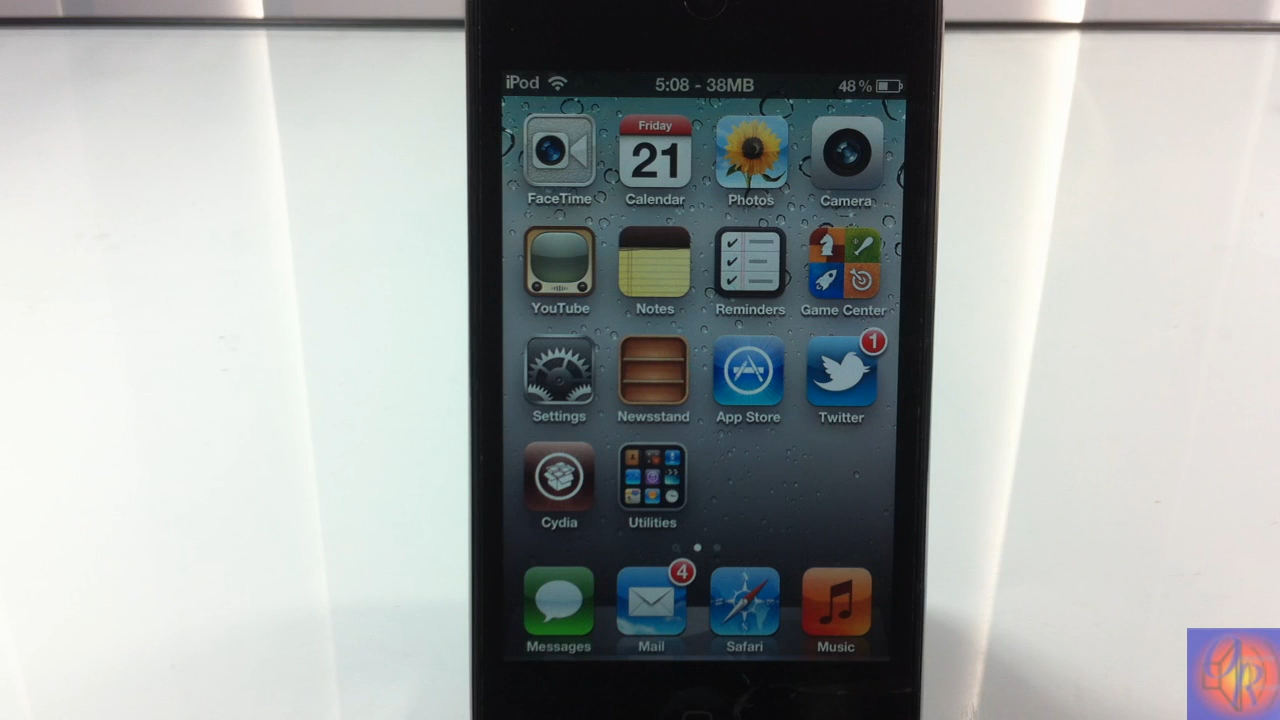 iPod 5:08 - 38MB 48 %
Friday
21
FaceTime Calendar Photos Camera
YouTube Notes Reminders Game Center
1
Settings Newsstand App Store Twitter
Cydia Utilities
4
Messages Mail Safari Music